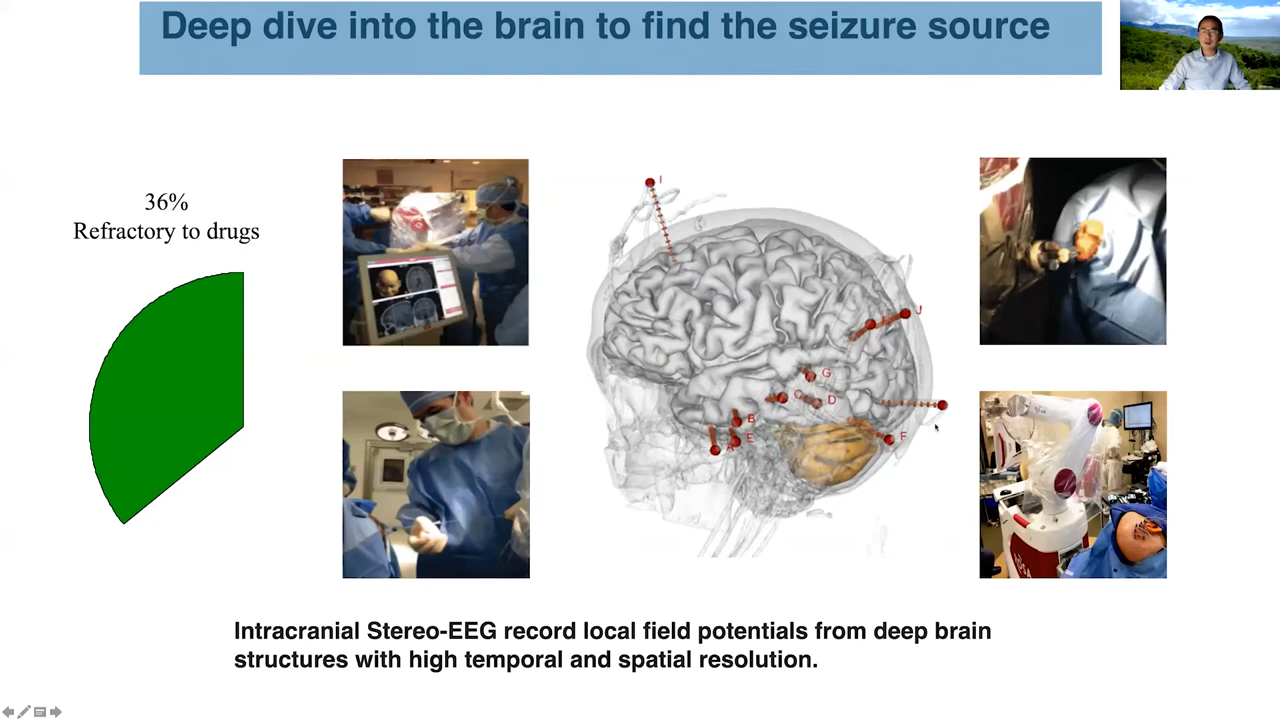 Deep dive into the brain to find the seizure source
36%
Refractory to drugs
I
J
G
C
D
B
E
A
F
Intracranial Stereo-EEG record local field potentials from deep brain
structures with high temporal and spatial resolution.